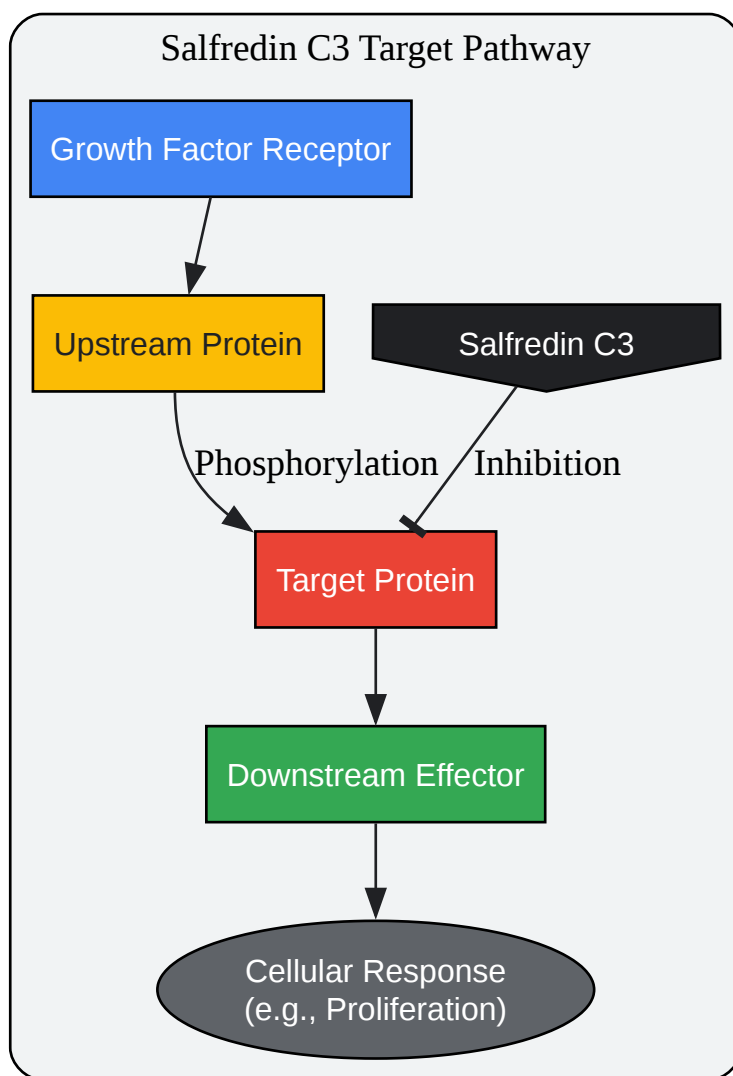 Salfredin C3 Target Pathway
Growth Factor Receptor
Upstream Protein
Salfredin C3
Phosphorylation
Inhibition
Target Protein
Downstream Effector
Cellular Response
(e.g., Proliferation)